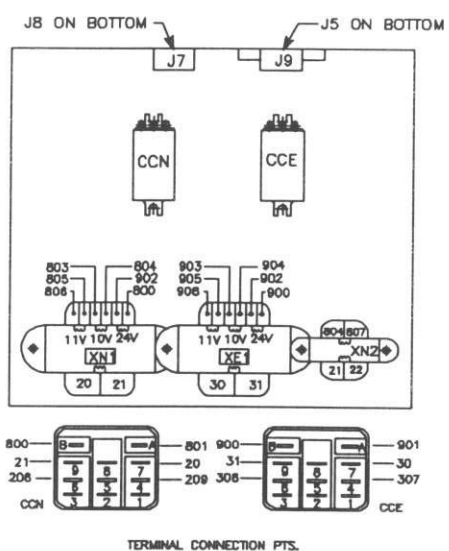 J8 ON BOTTOM
J5 ON BOTTOM
J7
J9
CCN
CCE
803
804
805
902
806
800
903
904
905
902
906
900
11V 10V 24V
11V 10V 24V
804 807
XN1
XE1
XN2
20 21
30 31
21 22
800
B
A
801
900
B
A
901
21
9 8 7
20
31
9 8 7
30
208
6 5 4
209
308
6 5 4
307
CCN
3 2 1
3 2 1
CCE
TERMINAL CONNECTION PTS.